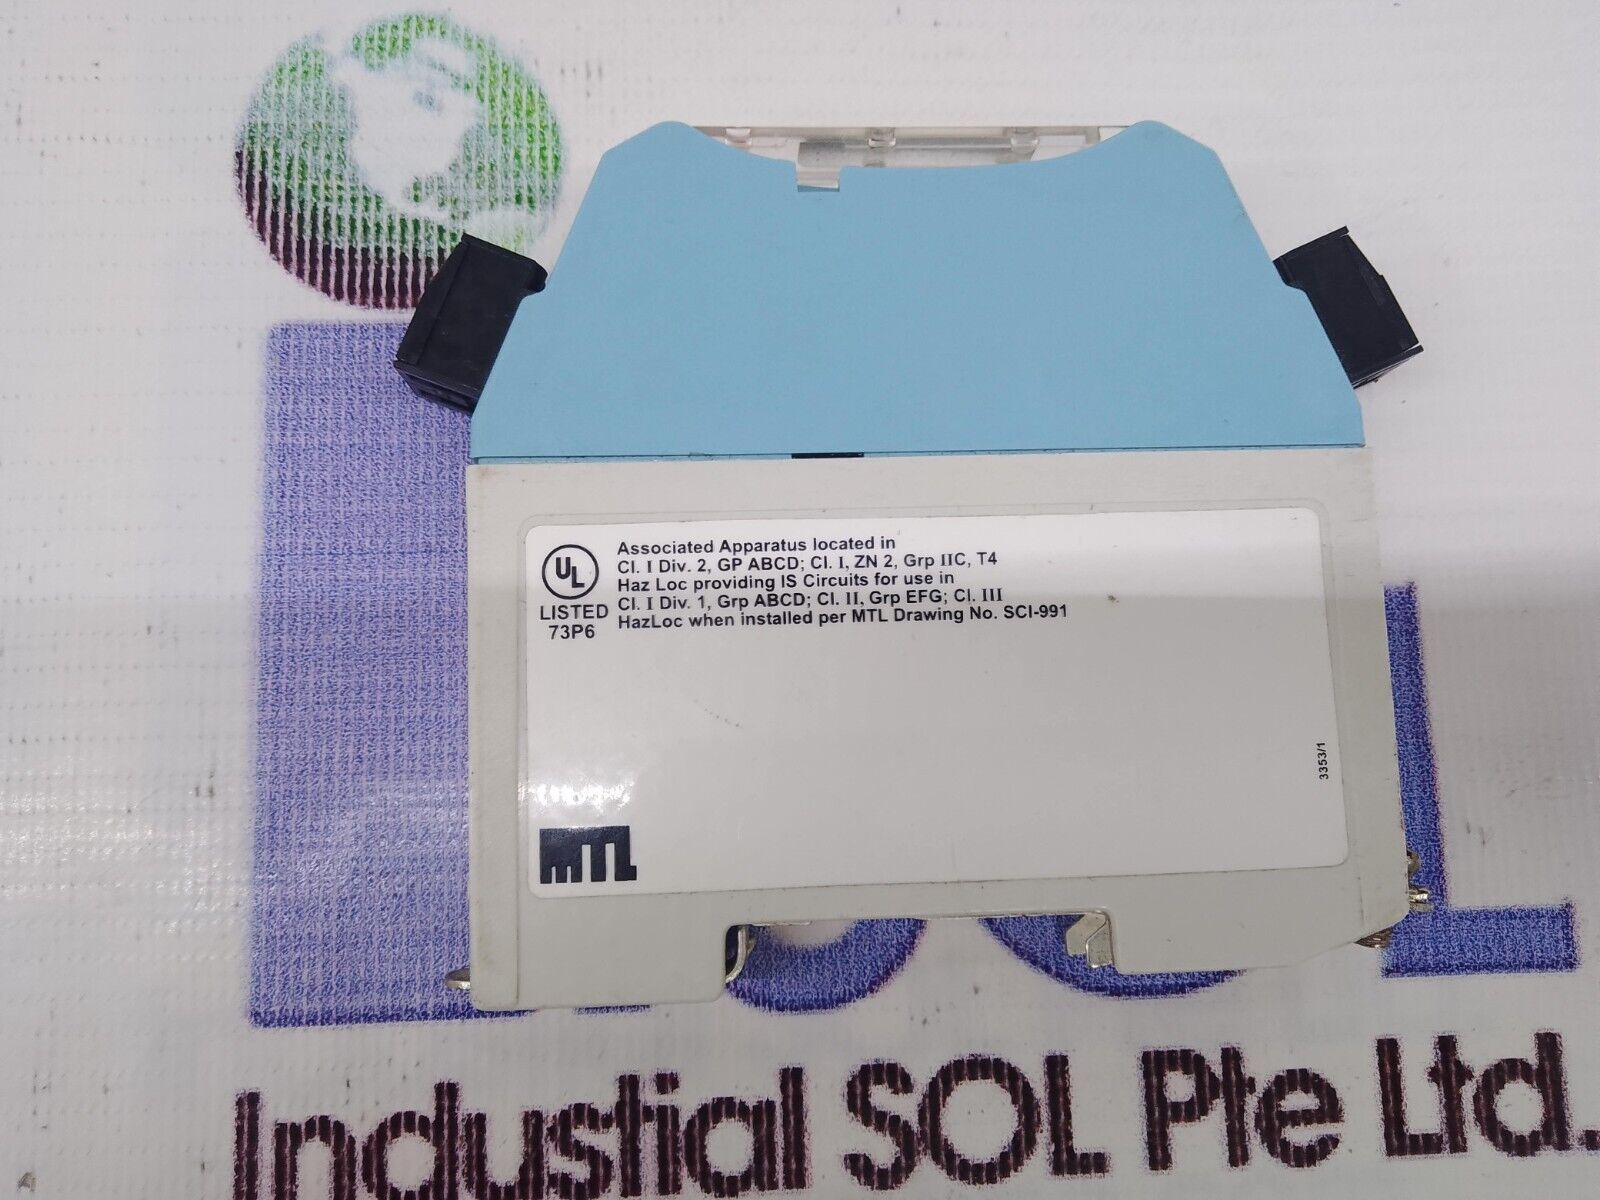 Associated Apparatus located in
Cl. I Div. 2, GP ABCD; Cl. I, ZN 2, Grp IIC, T4
Haz Loc providing IS Circuits for use in
Cl. I Div. 1, Grp ABCD; Cl. II, Grp EFG; Cl. III
HazLoc when installed per MTL Drawing No. SCI-991
UL
LISTED
73P6
3353/1
MTL
Industial SOL Pte Ltd.